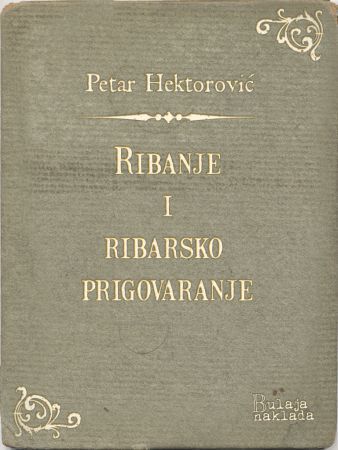 Petar Hektorović
RIBANJE
I
RIBARSKO
PRIGOVARANJE
Bulaja
naklada